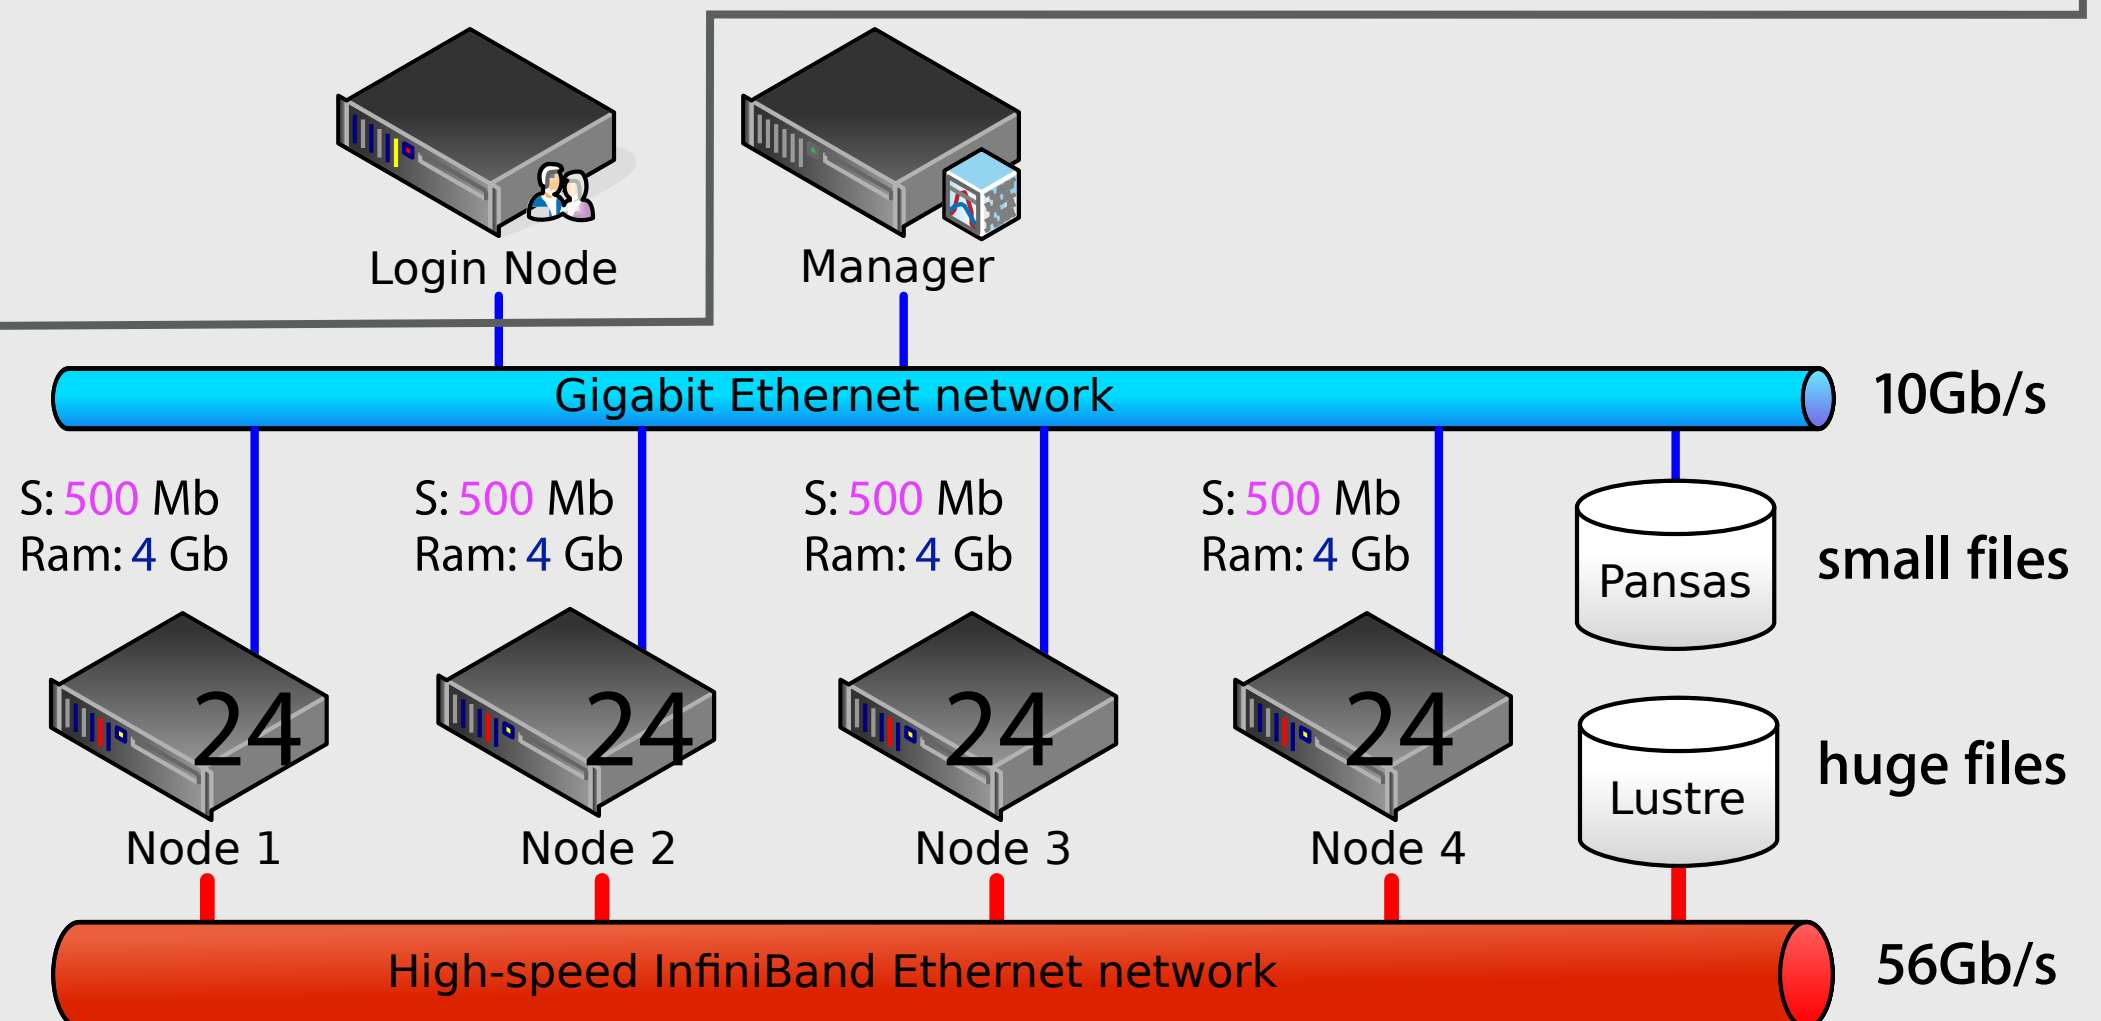 Login Node
Manager
Gigabit Ethernet network
10Gb/s
S: 500 Mb
Ram: 4 Gb
S: 500 Mb
Ram: 4 Gb
S: 500 Mb
Ram: 4 Gb
S: 500 Mb
Ram: 4 Gb
Pansas
small files
24
24
24
24
Lustre
huge files
Node 1
Node 2
Node 3
Node 4
High-speed InfiniBand Ethernet network
56Gb/s